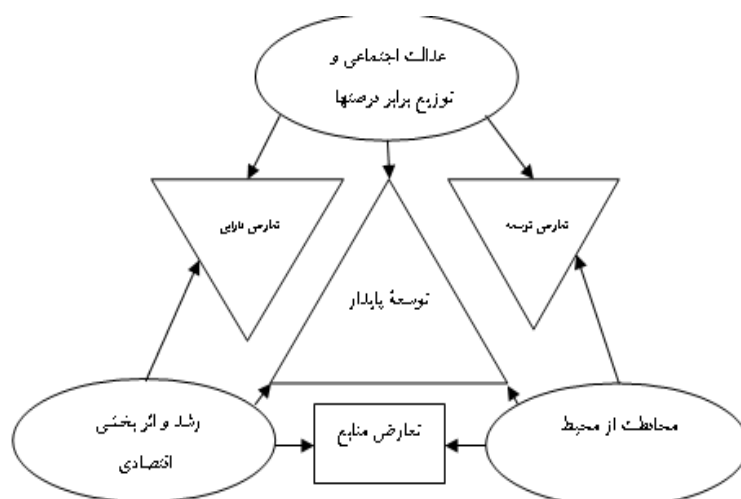 عدالت اجتماعی و
توزیع برابر فرصتها
تعارض دارایی
تعارض توسعه
توسعهٔ پایدار
رشد و اثر بخشی
اقتصادی
تعارض منابع
محافظت از محیط